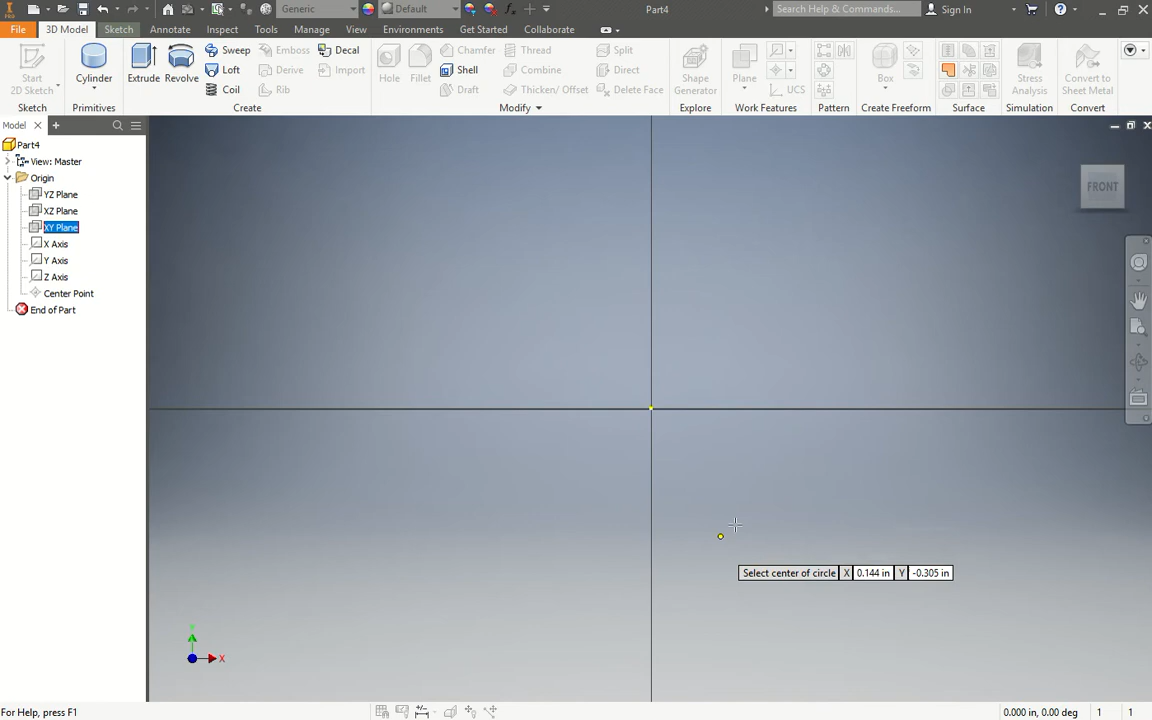 PRO
Generic
Default
fx
Part4
Search Help & Commands...
Sign In
File
3D Model
Sketch
Annotate
Inspect
Tools
Manage
View
Environments
Get Started
Collaborate
Start
2D Sketch
Sketch
Cylinder
Primitives
Extrude
Revolve
Sweep
Loft
Coil
Emboss
Derive
Rib
Decal
Import
Create
Hole
Fillet
Chamfer
Shell
Draft
Thread
Combine
Thicken/ Offset
Split
Direct
Delete Face
Modify
Shape
Generator
Explore
Plane
UCS
Work Features
Pattern
Box
Create Freeform
Surface
Stress
Analysis
Simulation
Convert to
Sheet Metal
Convert
Model
Part4
View: Master
Origin
YZ Plane
XZ Plane
XY Plane
X Axis
Y Axis
Z Axis
Center Point
End of Part
FRONT
Select center of circle X 0.144 in Y -0.305 in
X
For Help, press F1
0.000 in, 0.00 deg 1 1